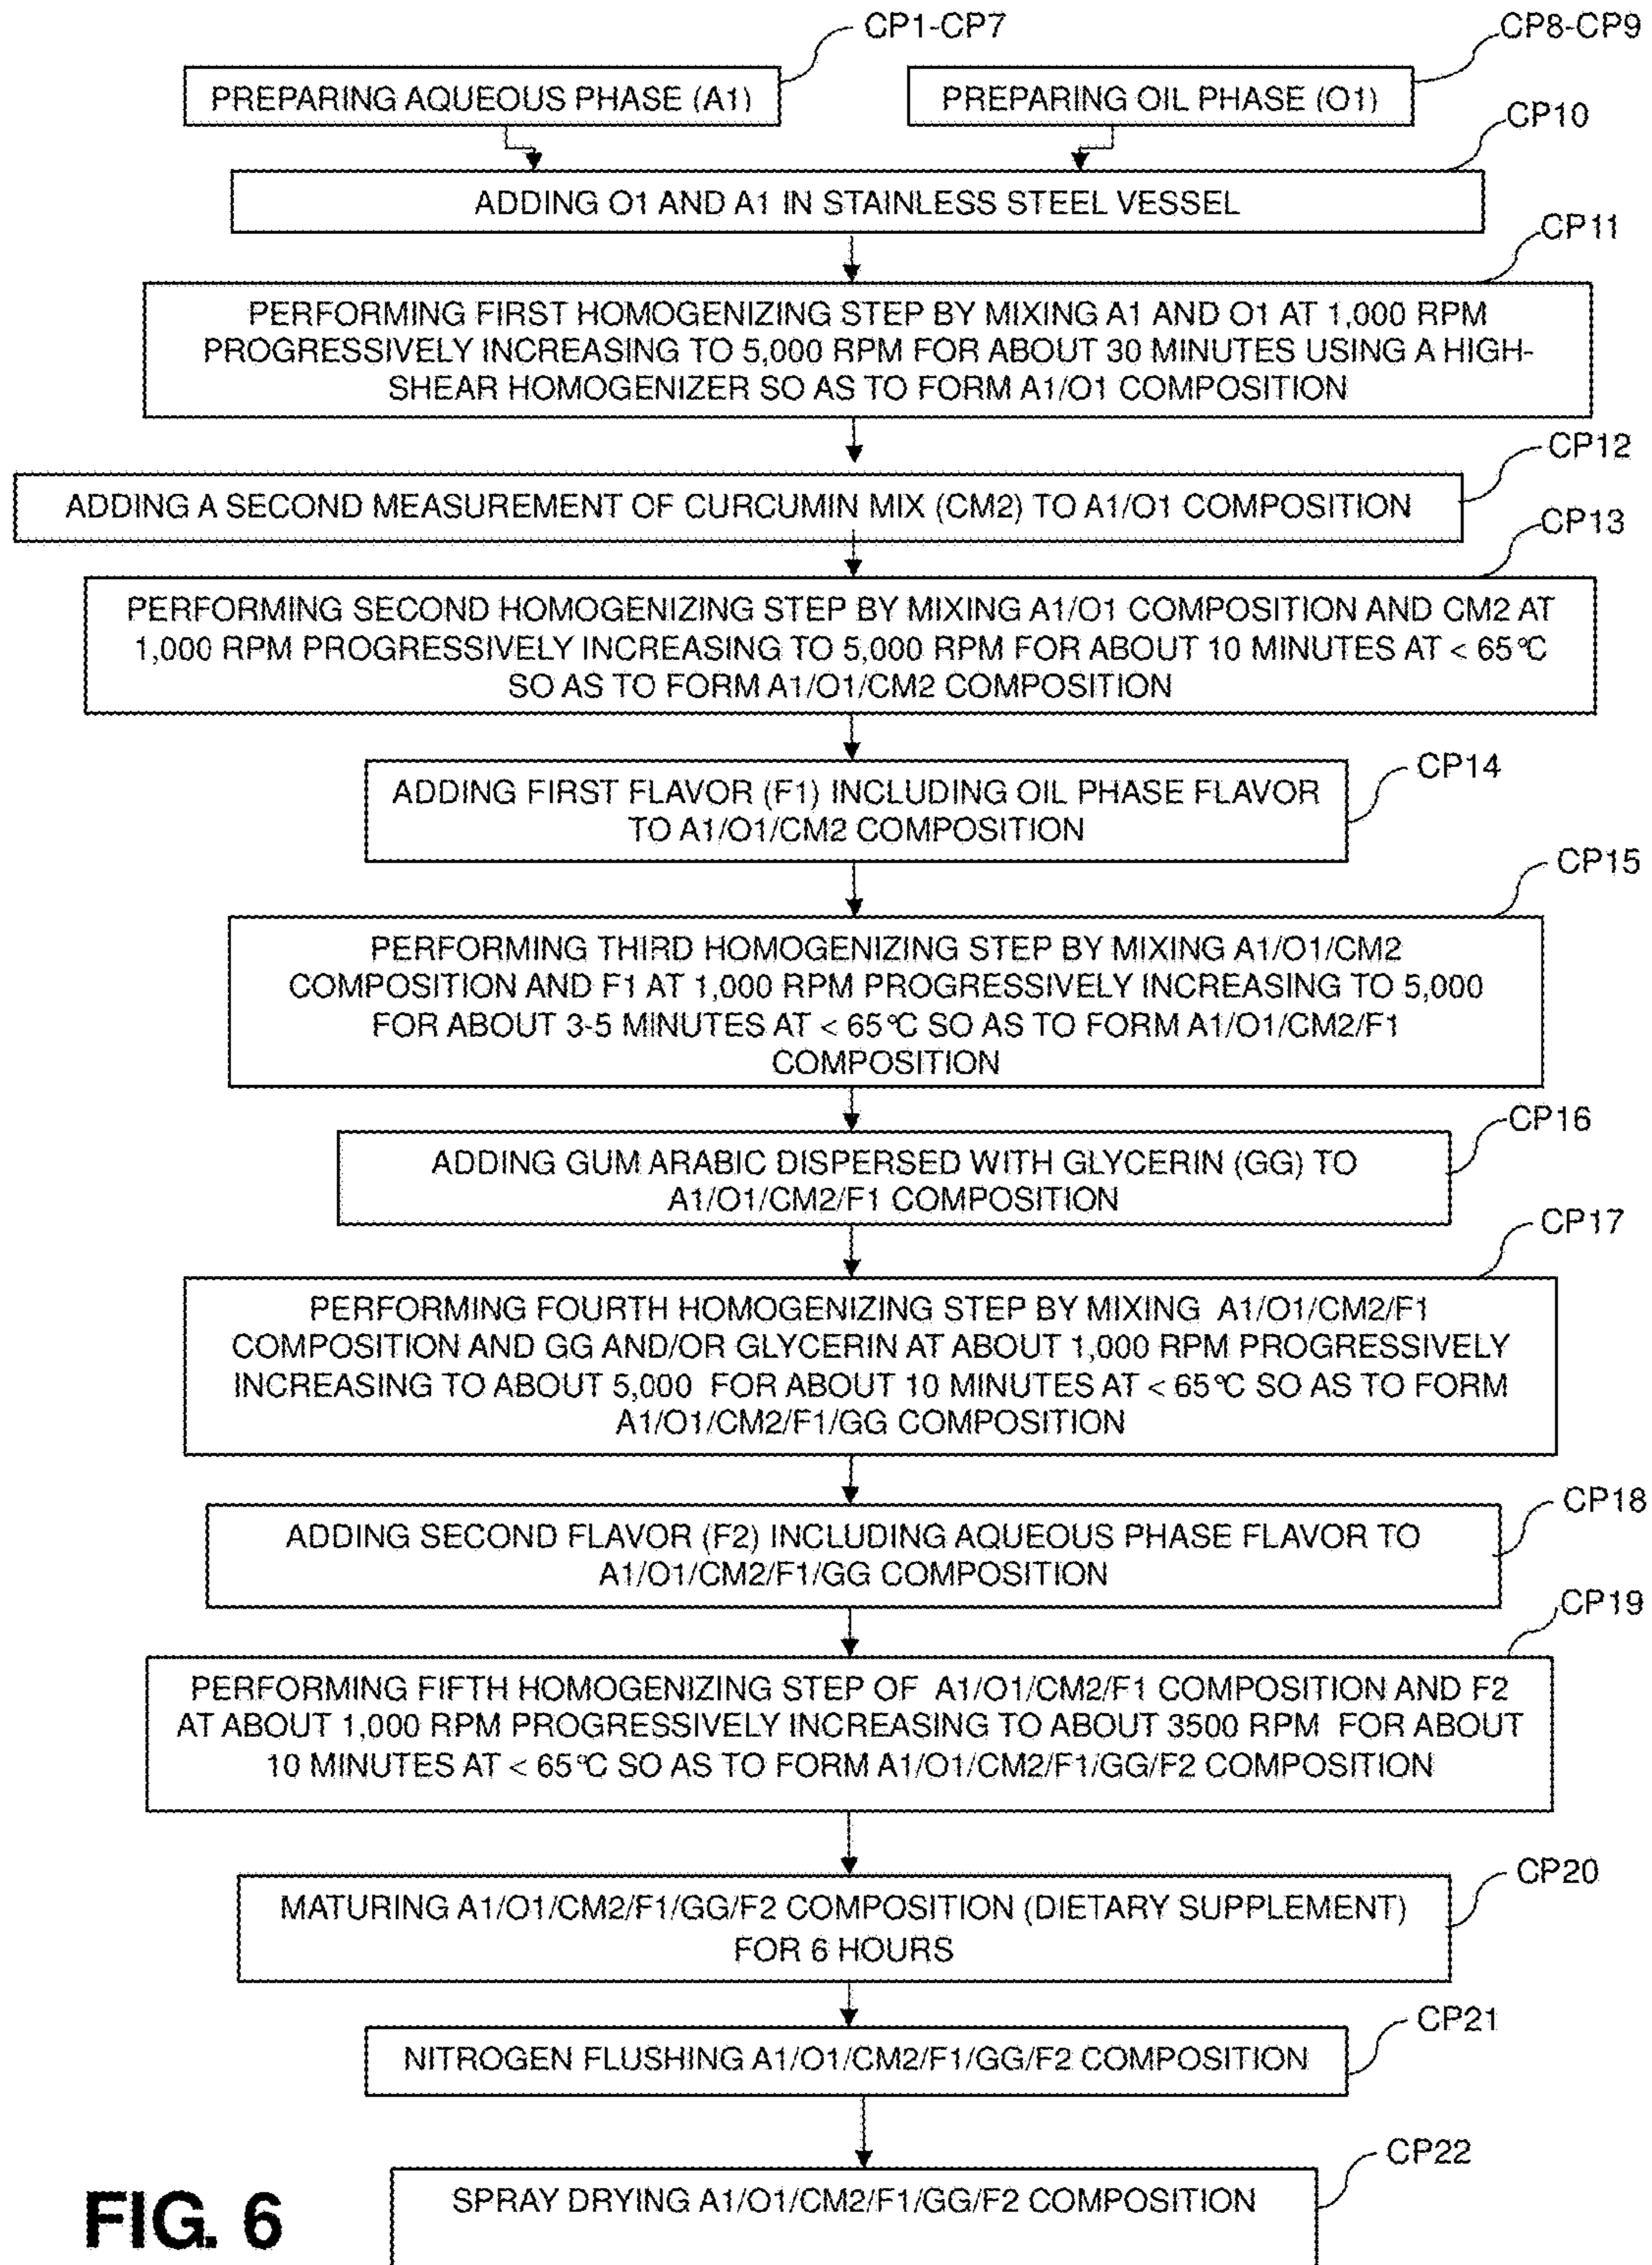 CP1-CP7
CP8-CP9
PREPARING AQUEOUS PHASE (A1)
PREPARING OIL PHASE (O1)
CP10
ADDING O1 AND A1 IN STAINLESS STEEL VESSEL
CP11
PERFORMING FIRST HOMOGENIZING STEP BY MIXING A1 AND O1 AT 1,000 RPM
PROGRESSIVELY INCREASING TO 5,000 RPM FOR ABOUT 30 MINUTES USING A HIGH-
SHEAR HOMOGENIZER SO AS TO FORM A1/O1 COMPOSITION
CP12
ADDING A SECOND MEASUREMENT OF CURCUMIN MIX (CM2) TO A1/O1 COMPOSITION
CP13
PERFORMING SECOND HOMOGENIZING STEP BY MIXING A1/O1 COMPOSITION AND CM2 AT
1,000 RPM PROGRESSIVELY INCREASING TO 5,000 RPM FOR ABOUT 10 MINUTES AT < 65°C
SO AS TO FORM A1/O1/CM2 COMPOSITION
CP14
ADDING FIRST FLAVOR (F1) INCLUDING OIL PHASE FLAVOR
TO A1/O1/CM2 COMPOSITION
CP15
PERFORMING THIRD HOMOGENIZING STEP BY MIXING A1/O1/CM2
COMPOSITION AND F1 AT 1,000 RPM PROGRESSIVELY INCREASING TO 5,000
FOR ABOUT 3-5 MINUTES AT < 65°C SO AS TO FORM A1/O1/CM2/F1
COMPOSITION
CP16
ADDING GUM ARABIC DISPERSED WITH GLYCERIN (GG) TO
A1/O1/CM2/F1 COMPOSITION
CP17
PERFORMING FOURTH HOMOGENIZING STEP BY MIXING A1/O1/CM2/F1
COMPOSITION AND GG AND/OR GLYCERIN AT ABOUT 1,000 RPM PROGRESSIVELY
INCREASING TO ABOUT 5,000 FOR ABOUT 10 MINUTES AT < 65°C SO AS TO FORM
A1/O1/CM2/F1/GG COMPOSITION
CP18
ADDING SECOND FLAVOR (F2) INCLUDING AQUEOUS PHASE FLAVOR TO
A1/O1/CM2/F1/GG COMPOSITION
CP19
PERFORMING FIFTH HOMOGENIZING STEP OF A1/O1/CM2/F1 COMPOSITION AND F2
AT ABOUT 1,000 RPM PROGRESSIVELY INCREASING TO ABOUT 3500 RPM FOR ABOUT
10 MINUTES AT < 65°C SO AS TO FORM A1/O1/CM2/F1/GG/F2 COMPOSITION
CP20
MATURING A1/O1/CM2/F1/GG/F2 COMPOSITION (DIETARY SUPPLEMENT)
FOR 6 HOURS
CP21
NITROGEN FLUSHING A1/O1/CM2/F1/GG/F2 COMPOSITION
CP22
SPRAY DRYING A1/O1/CM2/F1/GG/F2 COMPOSITION
FIG. 6